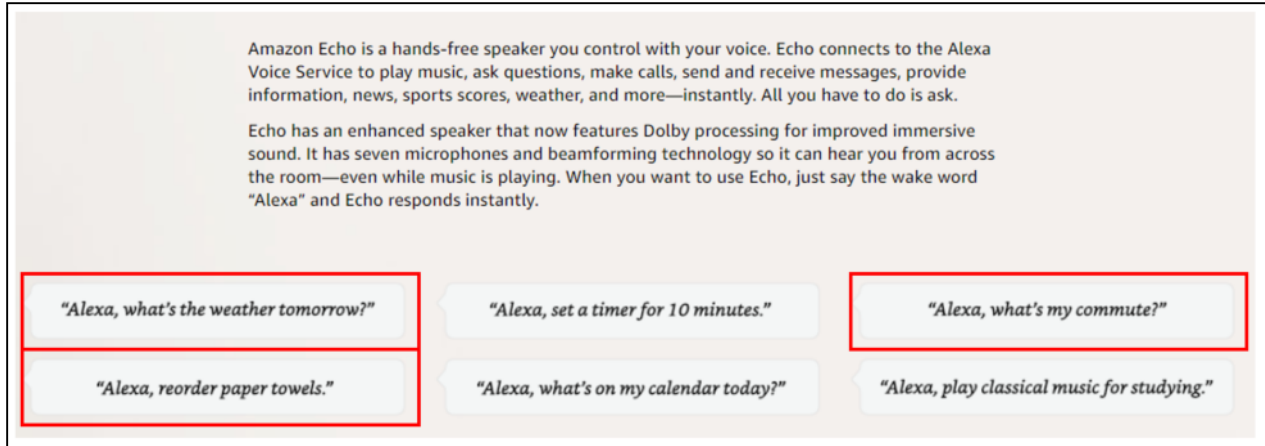 Amazon Echo is a hands-free speaker you control with your voice. Echo connects to the Alexa
Voice Service to play music, ask questions, make calls, send and receive messages, provide
information, news, sports scores, weather, and more—instantly. All you have to do is ask.
Echo has an enhanced speaker that now features Dolby processing for improved immersive
sound. It has seven microphones and beamforming technology so it can hear you from across
the room—even while music is playing. When you want to use Echo, just say the wake word
“Alexa” and Echo responds instantly.
“Alexa, what’s the weather tomorrow?”
“Alexa, set a timer for 10 minutes.”
“Alexa, what’s my commute?”
“Alexa, reorder paper towels.”
“Alexa, what’s on my calendar today?”
“Alexa, play classical music for studying.”